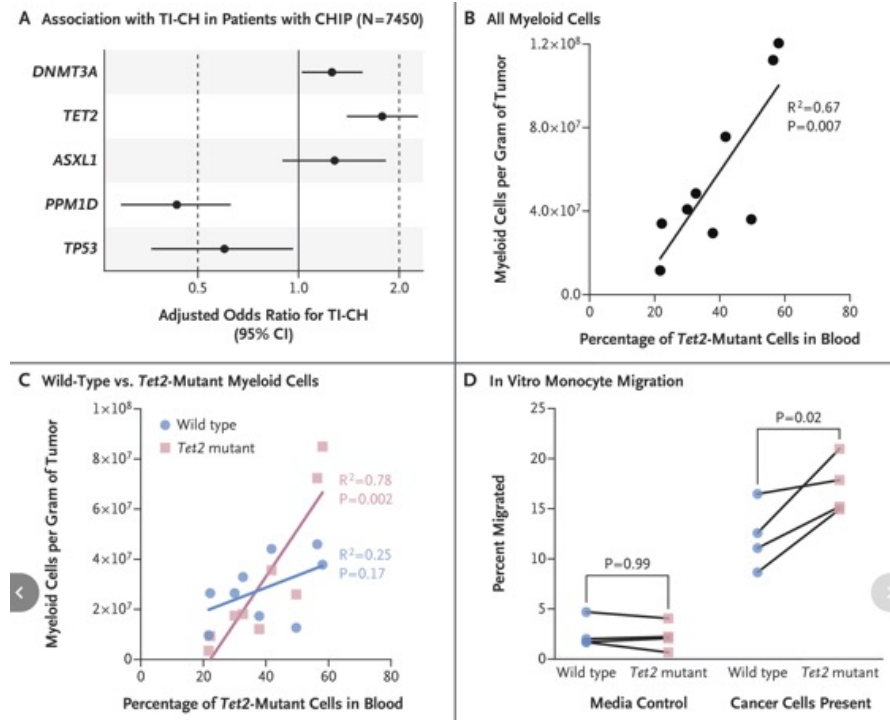 A Association with TI-CH in Patients with CHIP (N=7450)
DNMT3A
TET2
ASXL1
PPM1D
TP53
0.5
1.0
2.0
Adjusted Odds Ratio for TI-CH
(95% CI)
B All Myeloid Cells
Myeloid Cells per Gram of Tumor
1.2×10⁸
8.0×10⁷
4.0×10⁷
0.0
R²=0.67
P=0.007
0
20
40
60
80
Percentage of Tet2-Mutant Cells in Blood
C Wild-Type vs. Tet2-Mutant Myeloid Cells
Myeloid Cells per Gram of Tumor
1×10⁸
8×10⁷
6×10⁷
4×10⁷
2×10⁷
0
Wild type
Tet2 mutant
R²=0.78
P=0.002
R²=0.25
P=0.17
0
20
40
60
80
Percentage of Tet2-Mutant Cells in Blood
D In Vitro Monocyte Migration
Percent Migrated
25
20
15
10
5
0
P=0.99
P=0.02
Wild type
Tet2 mutant
Wild type
Tet2 mutant
Media Control
Cancer Cells Present